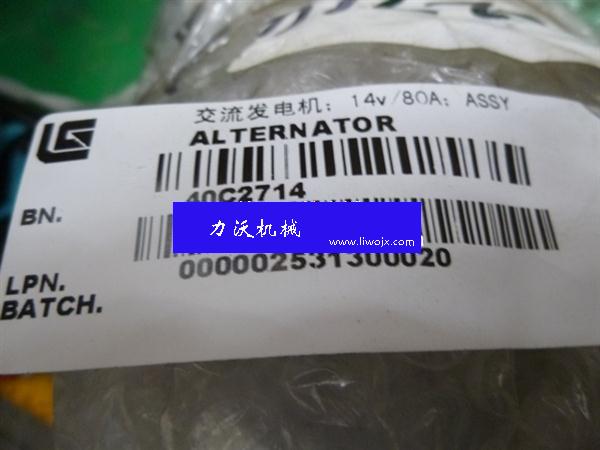 交流发电机; 14v/80A; ASSY
ALTERNATOR
BN.
40C2714
力沃机械
www.liwojx.com
LPN.
000002531300020
BATCH.